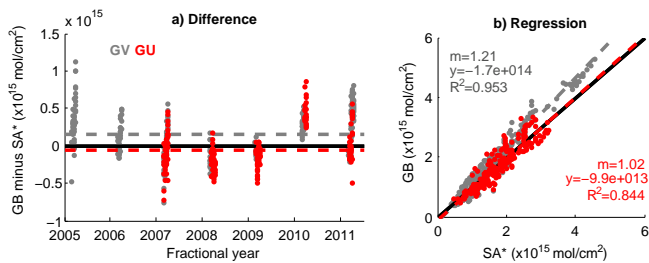 a) Difference
x 10^15
GV GU
GB minus SA* (x10^15 mol/cm^2)
1.5
1
0.5
0
−0.5
−1
2005 2006 2007 2008 2009 2010 2011
Fractional year
b) Regression
m=1.21
y=−1.7e+014
R^2=0.953
m=1.02
y=−9.9e+013
R^2=0.844
GB (x10^15 mol/cm^2)
6
4
2
0
0 2 4 6
SA* (x10^15 mol/cm^2)